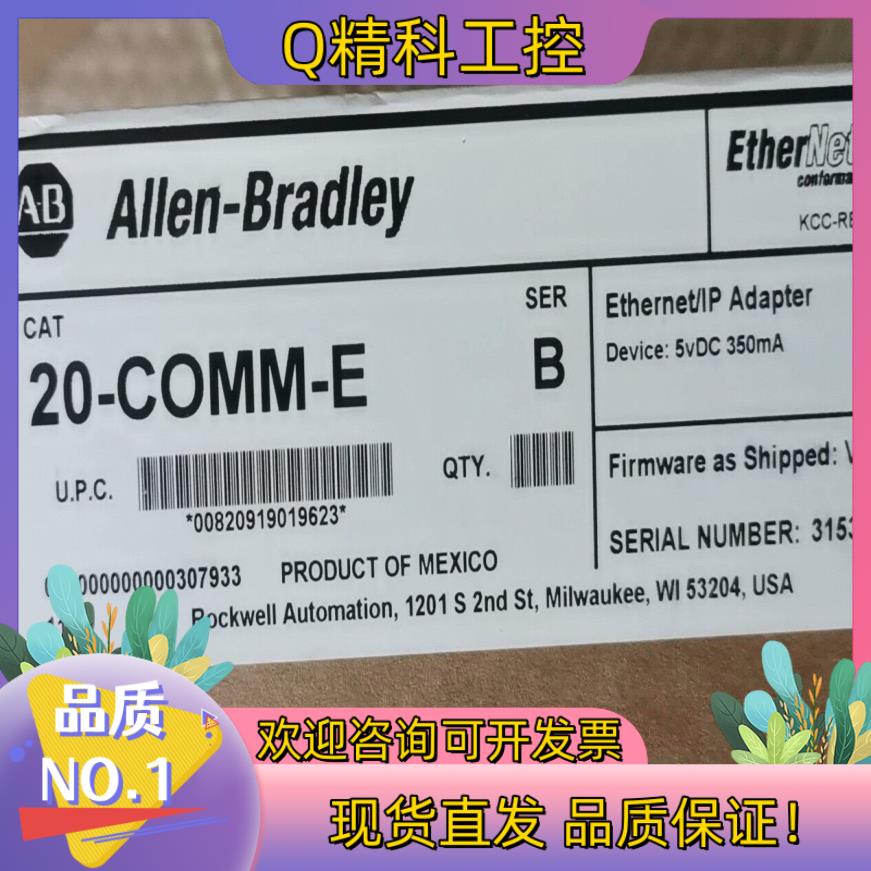 Q精科工控
A-B Allen-Bradley
EtherNet
KCC-RE
CAT
20-COMM-E
SER
B
Ethernet/IP Adapter
Device: 5vDC 350mA
U.P.C.
*00820919019623*
QTY.
Firmware as Shipped: V
SERIAL NUMBER: 3153
000000000307933 PRODUCT OF MEXICO
Rockwell Automation, 1201 S 2nd St, Milwaukee, WI 53204, USA
品质
NO.1
欢迎咨询可开发票
现货直发 品质保证!